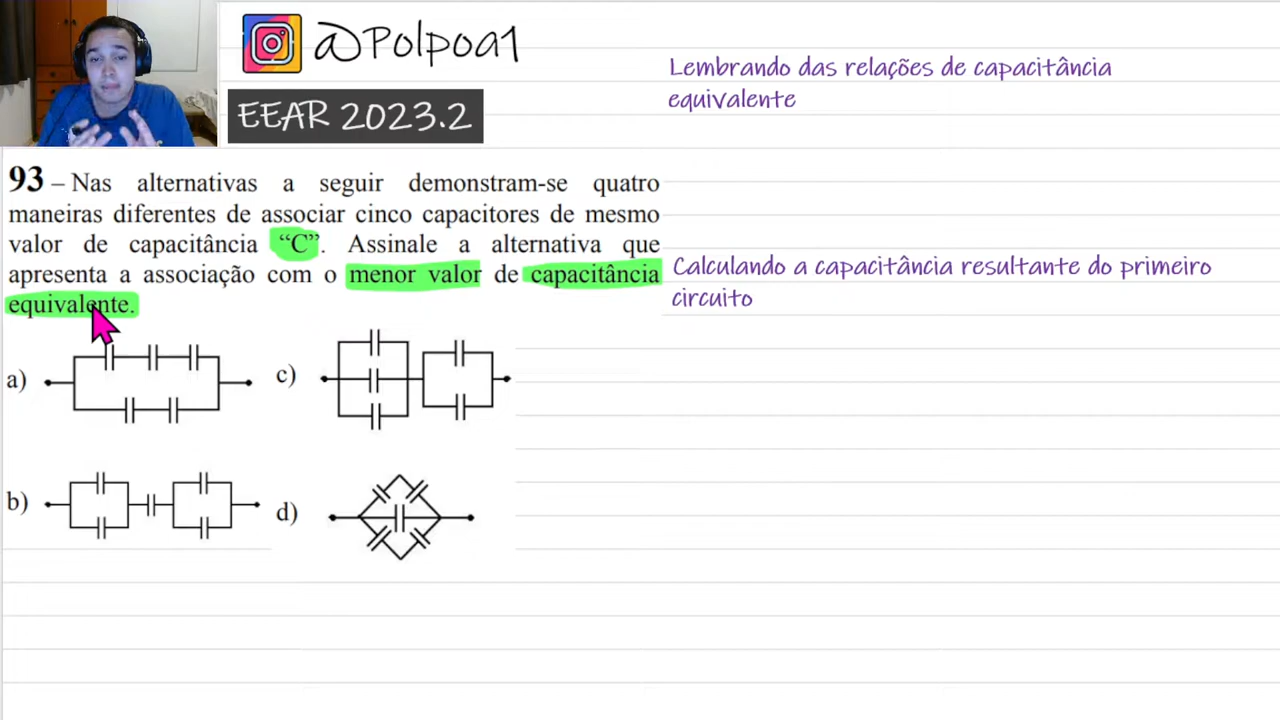 @Polpoa1
EEAR 2023.2
Lembrando das relações de capacitância
equivalente
93 – Nas alternativas a seguir demonstram-se quatro
maneiras diferentes de associar cinco capacitores de mesmo
valor de capacitância “C”. Assinale a alternativa que
apresenta a associação com o menor valor de capacitância
equivalente.
Calculando a capacitância resultante do primeiro
circuito
a)
c)
b)
d)